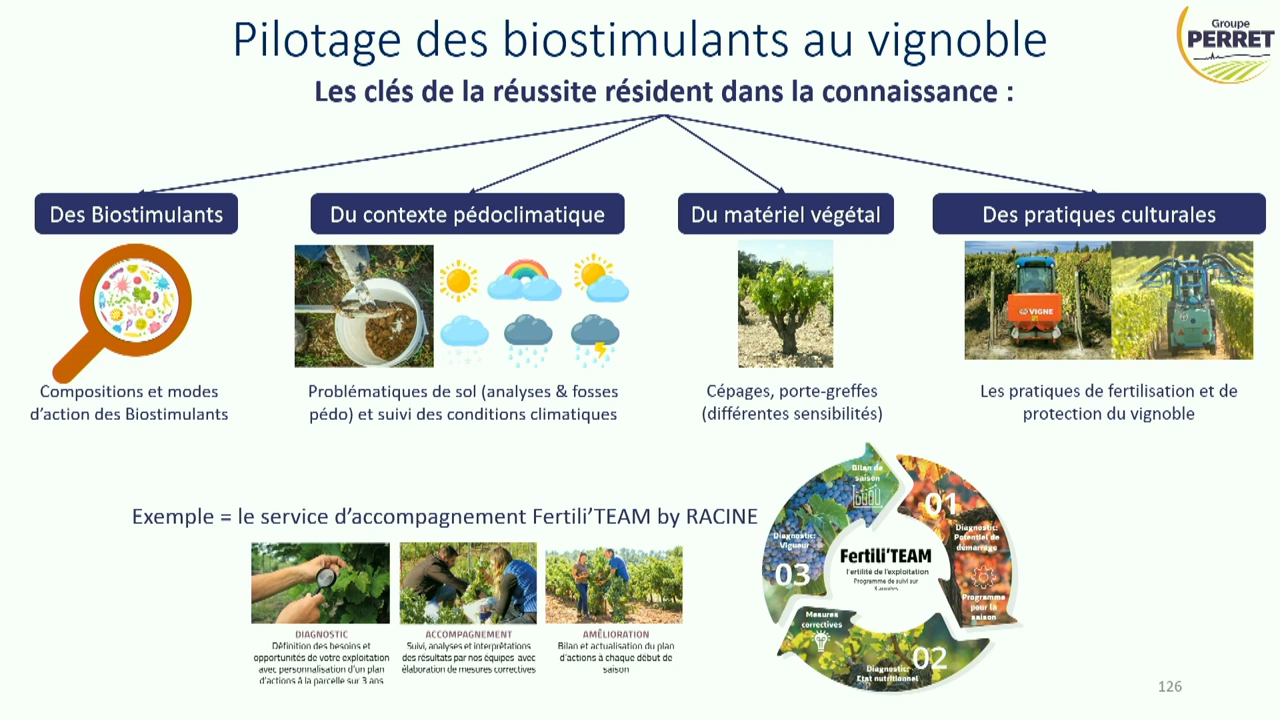 Pilotage des biostimulants au vignoble
Groupe
PERRET
Les clés de la réussite résident dans la connaissance :
Des Biostimulants
Du contexte pédoclimatique
Du matériel végétal
Des pratiques culturales
VIGNE
Compositions et modes
d'action des Biostimulants
Problématiques de sol (analyses & fosses
pédo) et suivi des conditions climatiques
Cépages, porte-greffes
(différentes sensibilités)
Les pratiques de fertilisation et de
protection du vignoble
Exemple = le service d'accompagnement Fertili'TEAM by RACINE
DIAGNOSTIC
Définition des besoins et
opportunités de votre exploitation
avec personnalisation d'un plan
d'actions à la parcelle sur 3 ans
ACCOMPAGNEMENT
Suivi, analyses et interprétations
des résultats par nos équipes avec
élaboration de mesures correctives
AMÉLIORATION
Bilan et actualisation du plan
d'actions à chaque début de
saison
Bilan de
saison
01
Diagnostic:
Potentiel de
démarrage
Programme
pour la
saison
02
Diagnostic:
Etat nutritionnel
Mesures
correctives
03
Diagnostic:
Vigueur
Fertili'TEAM
Fertilité de l'exploitation
Programme de suivi sur
3 années
126